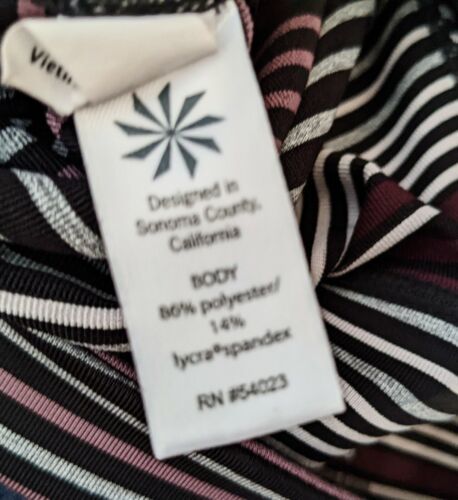 Designed in
Sonoma County,
California
BODY
86% polyester/
14%
lycra®spandex
RN #54023